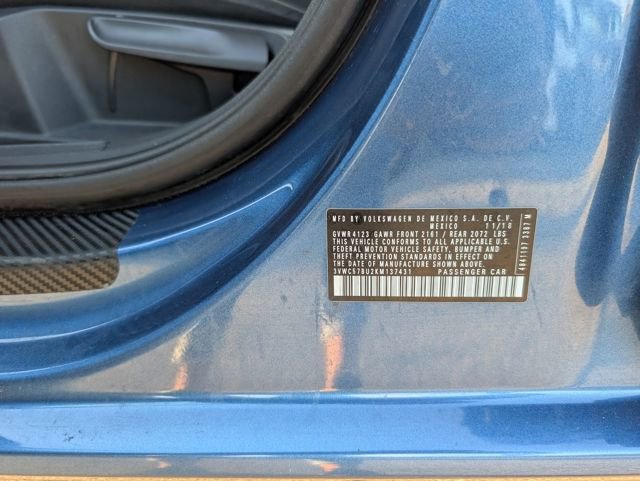 MFD BY VOLKSWAGEN DE MEXICO S.A. DE C.V.
MEXICO 11/18
GVWR4123 GAWR FRONT 2161 / REAR 2072 LBS
THIS VEHICLE CONFORMS TO ALL APPLICABLE U.S.
FEDERAL MOTOR VEHICLE SAFETY, BUMPER AND
THEFT PREVENTION STANDARDS IN EFFECT ON
THE DATE OF MANUFACTURE SHOWN ABOVE.
3VWC57BU2KM137431 PASSENGER CAR